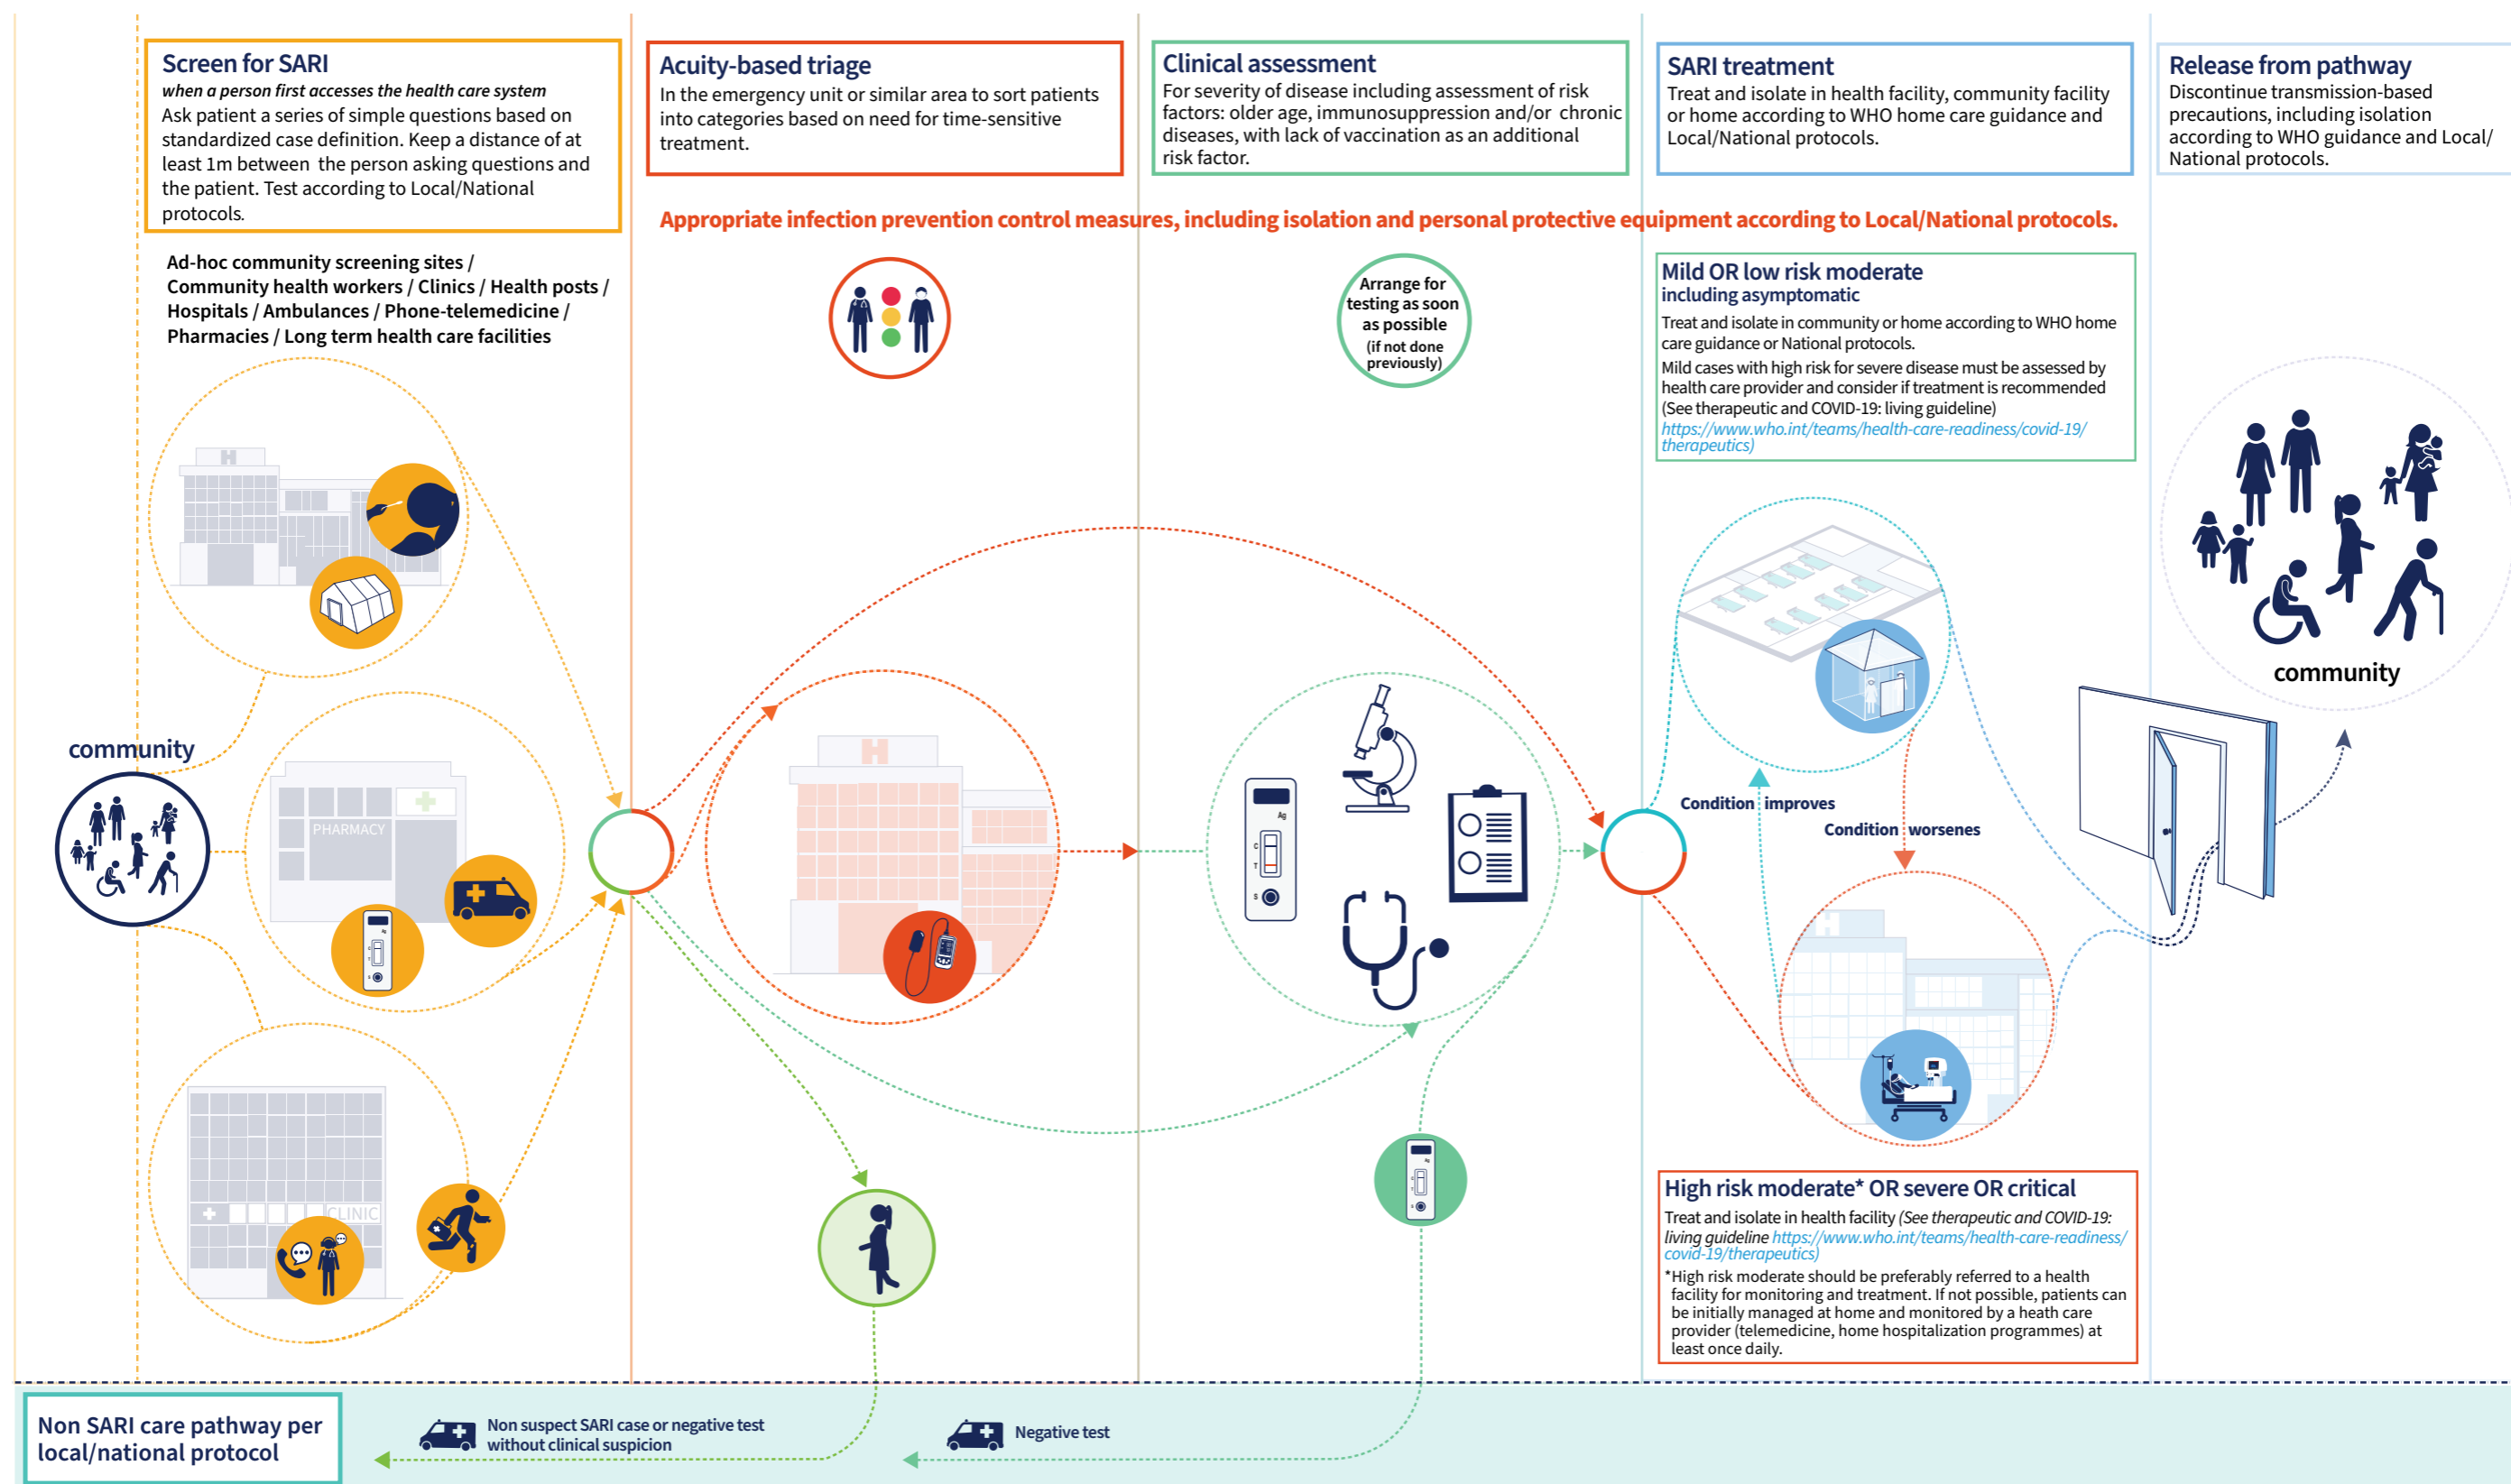 Screen for SARI
when a person first accesses the health care system
Ask patient a series of simple questions based on
standardized case definition. Keep a distance of at
least 1m between the person asking questions and
the patient. Test according to Local/National
protocols.
Acuity-based triage
In the emergency unit or similar area to sort patients
into categories based on need for time-sensitive
treatment.
Clinical assessment
For severity of disease including assessment of risk
factors: older age, immunosuppression and/or chronic
diseases, with lack of vaccination as an additional
risk factor.
SARI treatment
Treat and isolate in health facility, community facility
or home according to WHO home care guidance and
Local/National protocols.
Release from pathway
Discontinue transmission-based
precautions, including isolation
according to WHO guidance and Local/
National protocols.
Appropriate infection prevention control measures, including isolation and personal protective equipment according to Local/National protocols.
Ad-hoc community screening sites /
Community health workers / Clinics / Health posts /
Hospitals / Ambulances / Phone-telemedicine /
Pharmacies / Long term health care facilities
Arrange for
testing as soon
as possible
(if not done
previously)
Mild OR low risk moderate
including asymptomatic
Treat and isolate in community or home according to WHO home
care guidance or National protocols.
Mild cases with high risk for severe disease must be assessed by
health care provider and consider if treatment is recommended
(See therapeutic and COVID-19: living guideline)
https://www.who.int/teams/health-care-readiness/covid-19/
therapeutics)
H
community
PHARMACY
Ag
C
T
S
CLINIC
H
Ag
C
T
S
Ag
C
T
S
Condition improves
Condition worsenes
H
community
High risk moderate* OR severe OR critical
Treat and isolate in health facility (See therapeutic and COVID-19:
living guideline https://www.who.int/teams/health-care-readiness/
covid-19/therapeutics)
*High risk moderate should be preferably referred to a health
facility for monitoring and treatment. If not possible, patients can
be initially managed at home and monitored by a heath care
provider (telemedicine, home hospitalization programmes) at
least once daily.
Non SARI care pathway per
local/national protocol
Non suspect SARI case or negative test
without clinical suspicion
Negative test